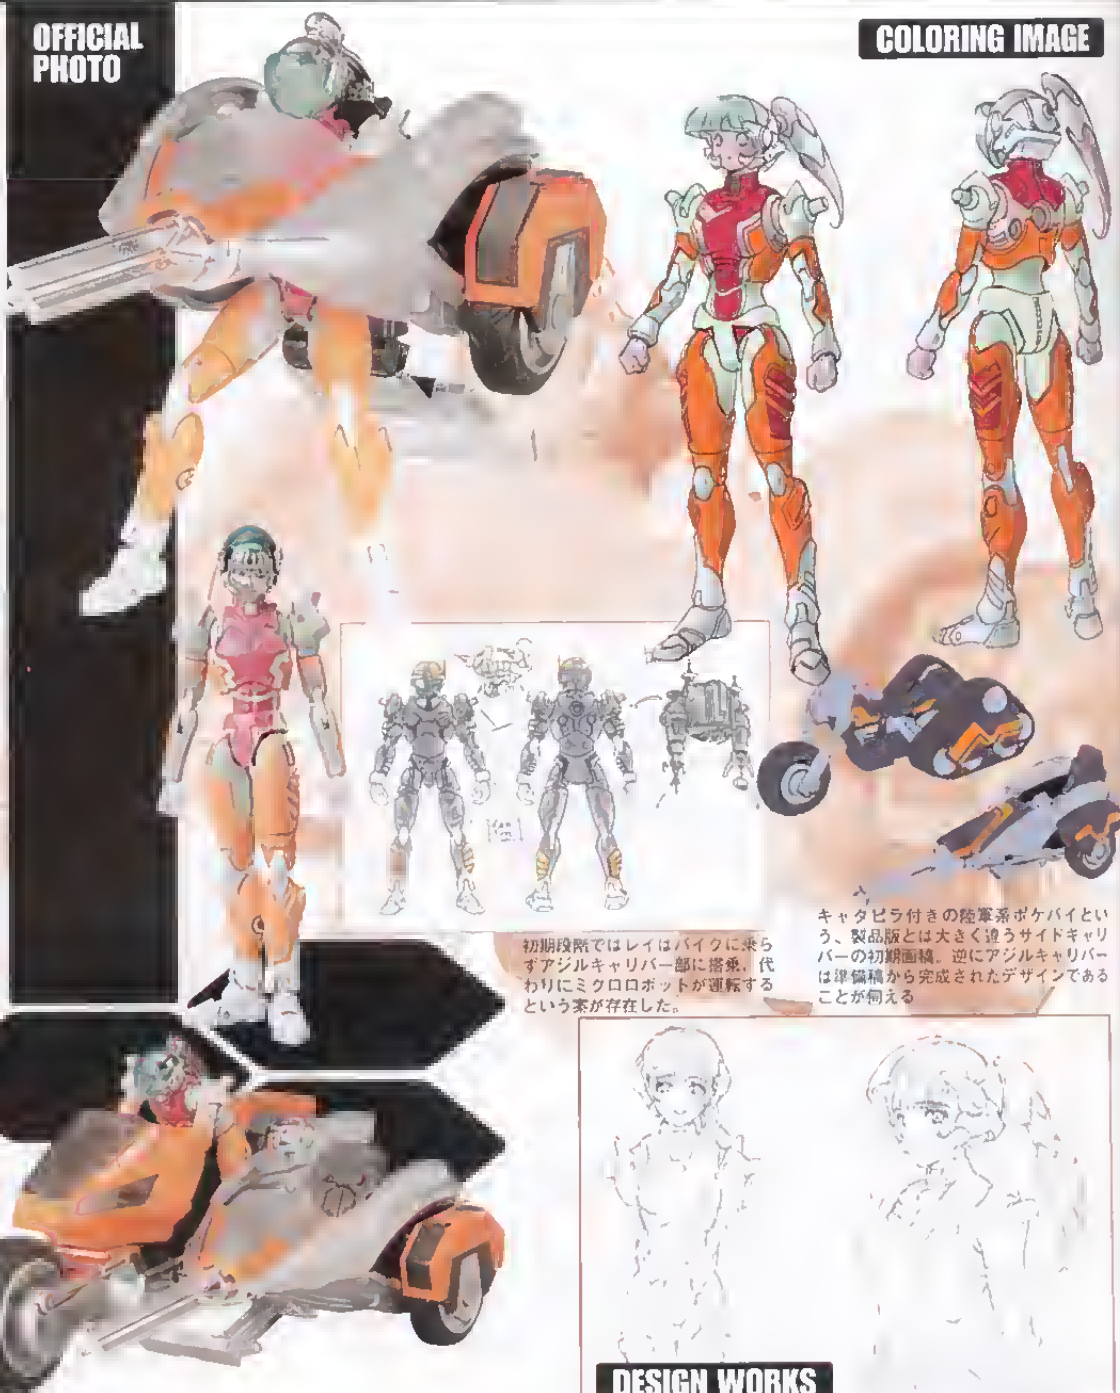 OFFICIAL
PHOTO
COLORING IMAGE
初期段階ではレイはバイクに乗ら
ずアジルキャリバー部に搭乗、代
わりにミクロロボットが運転する
という案が存在した。
キャタピラ付きの陸軍系ポケバイとい
う、製品版とは大きく違うサイドキャリ
バーの初期画稿。逆にアジルキャリバー
は準備稿から完成されたデザインである
ことが伺える
DESIGN WORKS